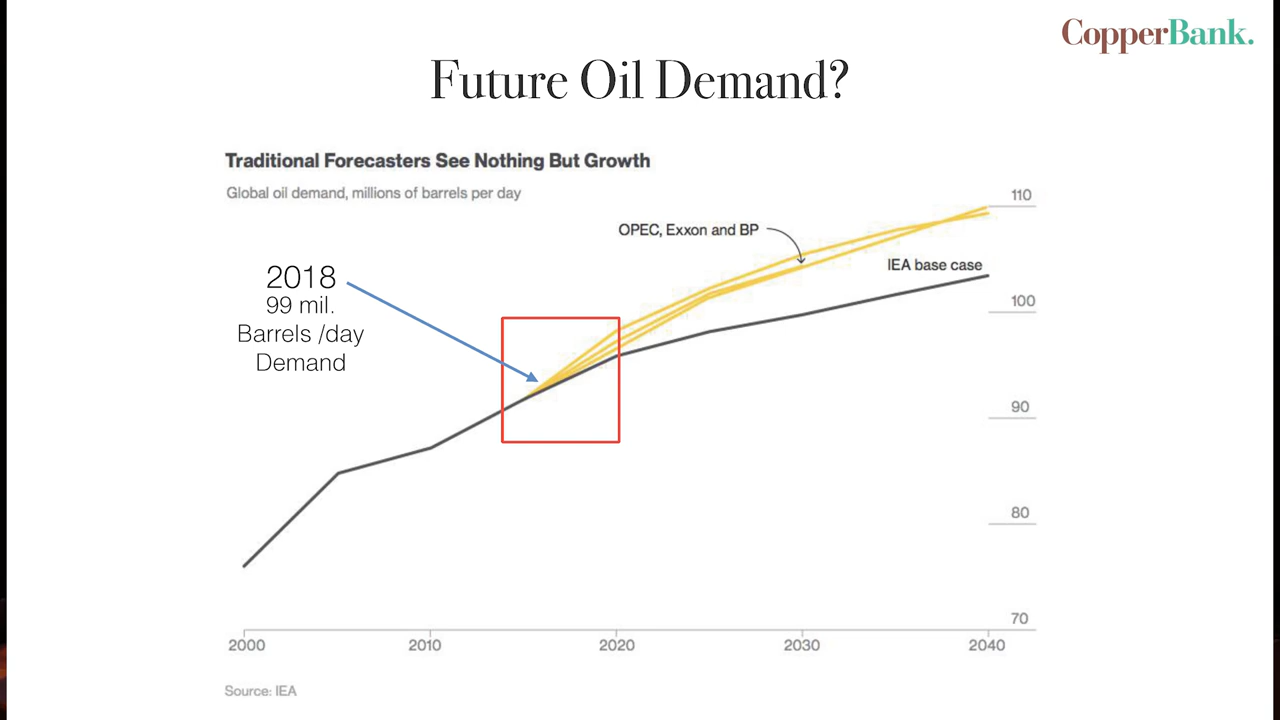 CopperBank.
Future Oil Demand?
Traditional Forecasters See Nothing But Growth
Global oil demand, millions of barrels per day
110
OPEC, Exxon and BP
IEA base case
2018
99 mil.
Barrels /day
Demand
100
90
80
70
2000 2010 2020 2030 2040
Source: IEA